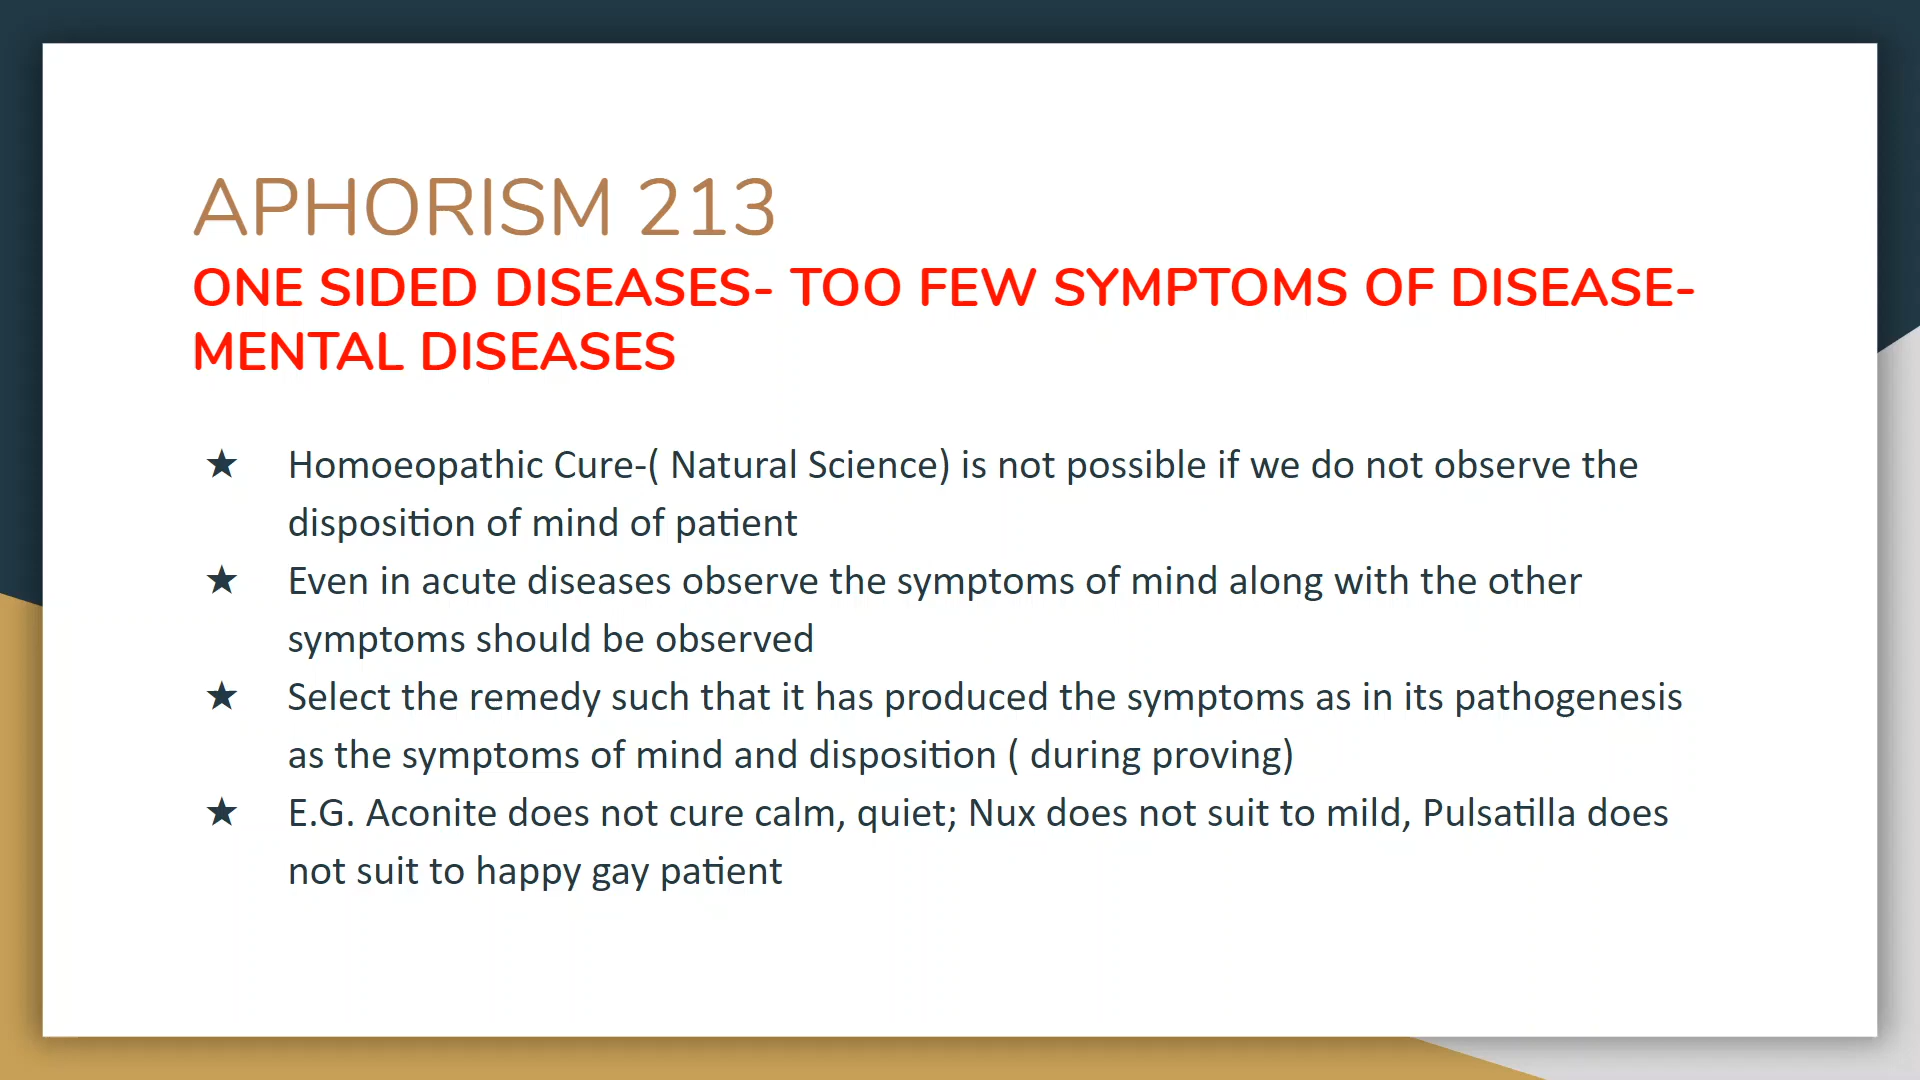 APHORISM 213
ONE SIDED DISEASES- TOO FEW SYMPTOMS OF DISEASE-
MENTAL DISEASES
★ Homoeopathic Cure-( Natural Science) is not possible if we do not observe the
disposition of mind of patient
★ Even in acute diseases observe the symptoms of mind along with the other
symptoms should be observed
★ Select the remedy such that it has produced the symptoms as in its pathogenesis
as the symptoms of mind and disposition ( during proving)
★ E.G. Aconite does not cure calm, quiet; Nux does not suit to mild, Pulsatilla does
not suit to happy gay patient